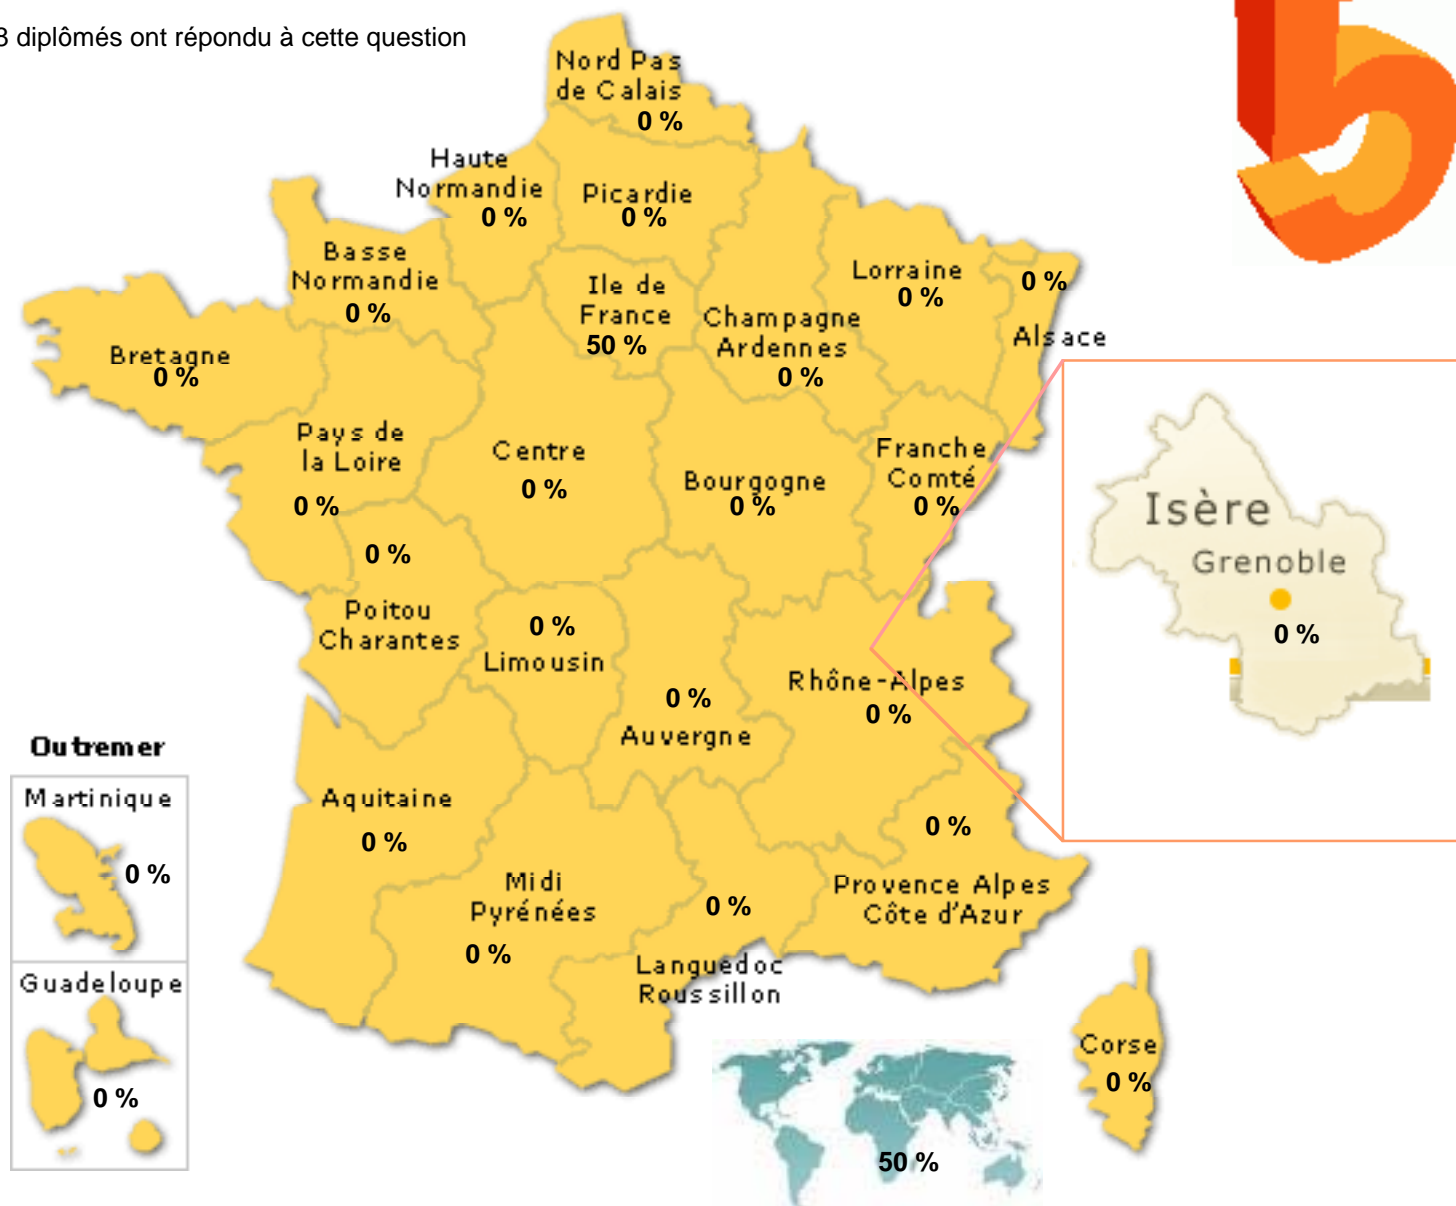 8 diplômés ont répondu à cette question
Nord Pas
de Calais
0 %
Haute
Normandie
0 %
Picardie
0 %
Basse
Normandie
0 %
Ile de
France
50 %
Champagne
Ardennes
0 %
Lorraine
0 %
0 %
Alsace
Bretagne
0 %
Pays de
la Loire
0 %
Centre
0 %
Bourgogne
0 %
Franche
Comté
0 %
Isère
Grenoble
0 %
0 %
Poitou
Charantes
0 %
Limousin
0 %
Auvergne
Rhône-Alpes
0 %
Outremer
Martinique
0 %
Guadeloupe
0 %
Aquitaine
0 %
Midi
Pyrénées
0 %
0 %
Languedoc
Roussillon
0 %
Provence Alpes
Côte d'Azur
Corse
0 %
50 %